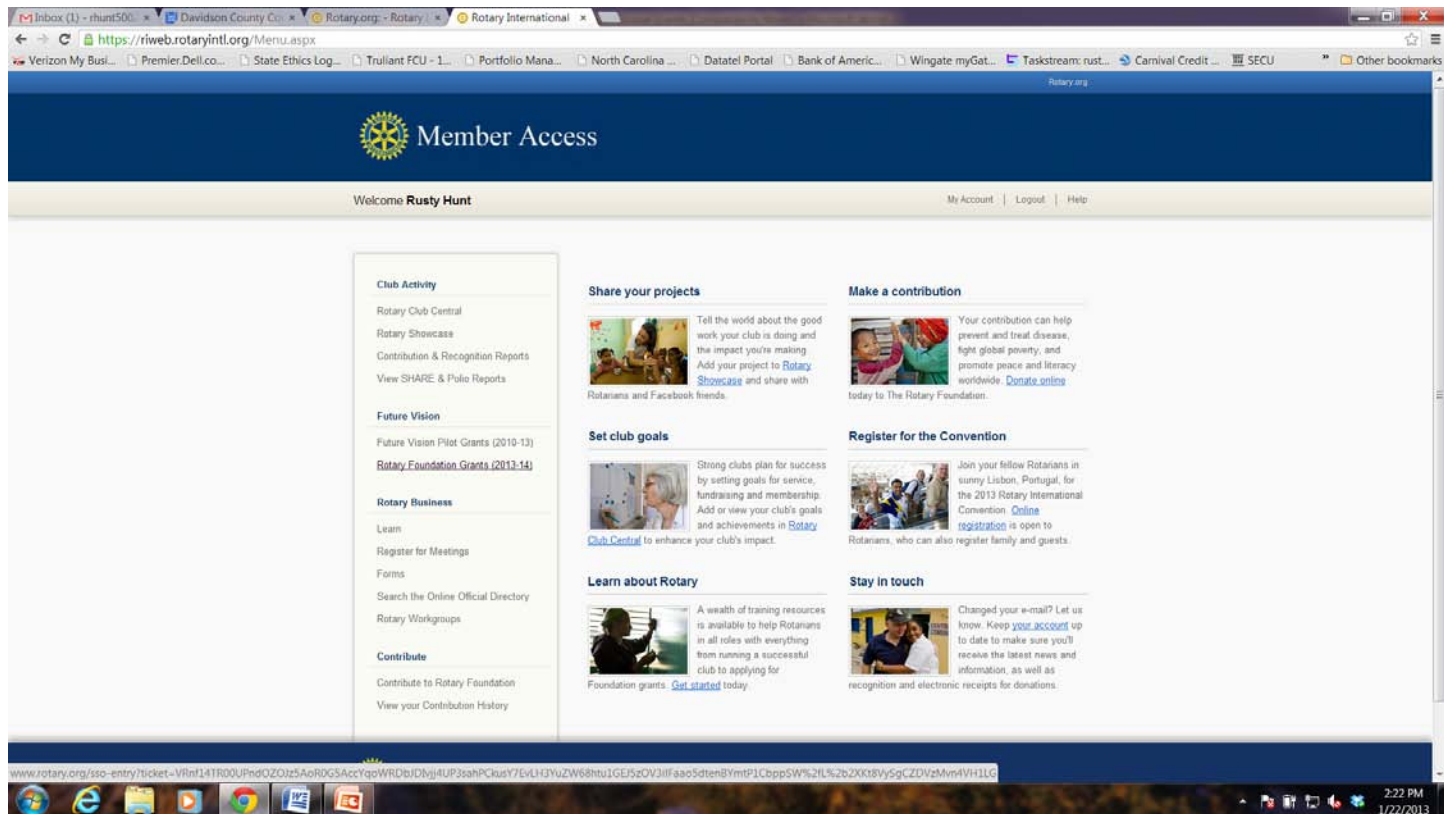 Inbox (1) - rhunt500
Davidson County Co
Rotary.org: - Rotary
Rotary International
https://riweb.rotaryintl.org/Menu.aspx
Verizon My Busi... Premier.Dell.co... State Ethics Log... Truliant FCU - 1... Portfolio Mana... North Carolina ... Datatel Portal Bank of Americ... Wingate myGat... Taskstream: rust... Carnival Credit ... SECU » Other bookmarks
Rotary.org
Member Access
Welcome Rusty Hunt
My Account | Logout | Help
Club Activity
Rotary Club Central
Rotary Showcase
Contribution & Recognition Reports
View SHARE & Polio Reports
Future Vision
Future Vision Pilot Grants (2010-13)
Rotary Foundation Grants (2013-14)
Rotary Business
Learn
Register for Meetings
Forms
Search the Online Official Directory
Rotary Workgroups
Contribute
Contribute to Rotary Foundation
View your Contribution History
Share your projects
Tell the world about the good
work your club is doing and
the impact you're making.
Add your project to Rotary
Showcase and share with
Rotarians and Facebook friends.
Make a contribution
Your contribution can help
prevent and treat disease,
fight global poverty, and
promote peace and literacy
worldwide. Donate online
today to The Rotary Foundation.
Set club goals
Strong clubs plan for success
by setting goals for service,
fundraising and membership.
Add or view your club's goals
and achievements in Rotary
Club Central to enhance your club's impact.
Register for the Convention
Join your fellow Rotarians in
sunny Lisbon, Portugal, for
the 2013 Rotary International
Convention. Online
registration is open to
Rotarians, who can also register family and guests.
Learn about Rotary
A wealth of training resources
is available to help Rotarians
in all roles with everything
from running a successful
club to applying for
Foundation grants. Get started today.
Stay in touch
Changed your e-mail? Let us
know. Keep your account up
to date to make sure you'll
receive the latest news and
information, as well as
recognition and electronic receipts for donations.
2:22 PM
1/22/2013